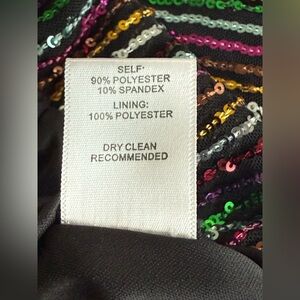 SELF:
90% POLYESTER
10% SPANDEX
LINING:
100% POLYESTER
DRY CLEAN
RECOMMENDED